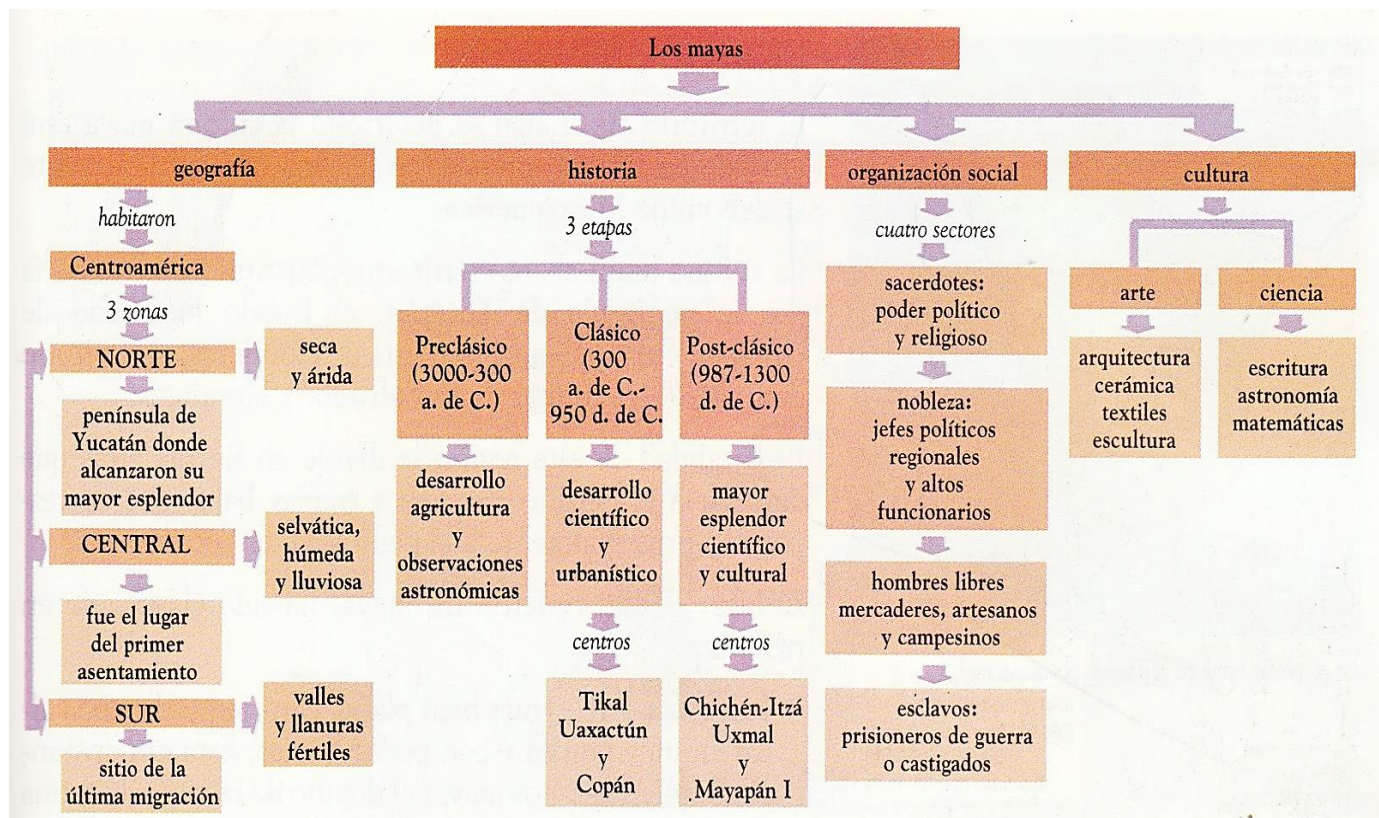 Los mayas
geografía
habitaron
Centroamérica
3 zonas
NORTE
seca
y árida
península de
Yucatán donde
alcanzaron su
mayor esplendor
CENTRAL
selvática,
húmeda
y lluviosa
fue el lugar
del primer
asentamiento
SUR
valles
y llanuras
fértiles
sitio de la
última migración
historia
3 etapas
Preclásico
(3000-300
a. de C.)
desarrollo
agricultura
y
observaciones
astronómicas
Clásico
(300
a. de C.-
950 d. de C.
desarrollo
científico
y
urbanístico
centros
Tikal
Uaxactún
y
Copán
Post-clásico
(987-1300
d. de C.)
mayor
esplendor
científico
y cultural
centros
Chichén-Itzá
Uxmal
y
Mayapán I
organización social
cuatro sectores
sacerdotes:
poder político
y religioso
nobleza:
jefes políticos
regionales
y altos
funcionarios
hombres libres
mercaderes, artesanos
y campesinos
esclavos:
prisioneros de guerra
o castigados
cultura
arte
arquitectura
cerámica
textiles
escultura
ciencia
escritura
astronomía
matemáticas